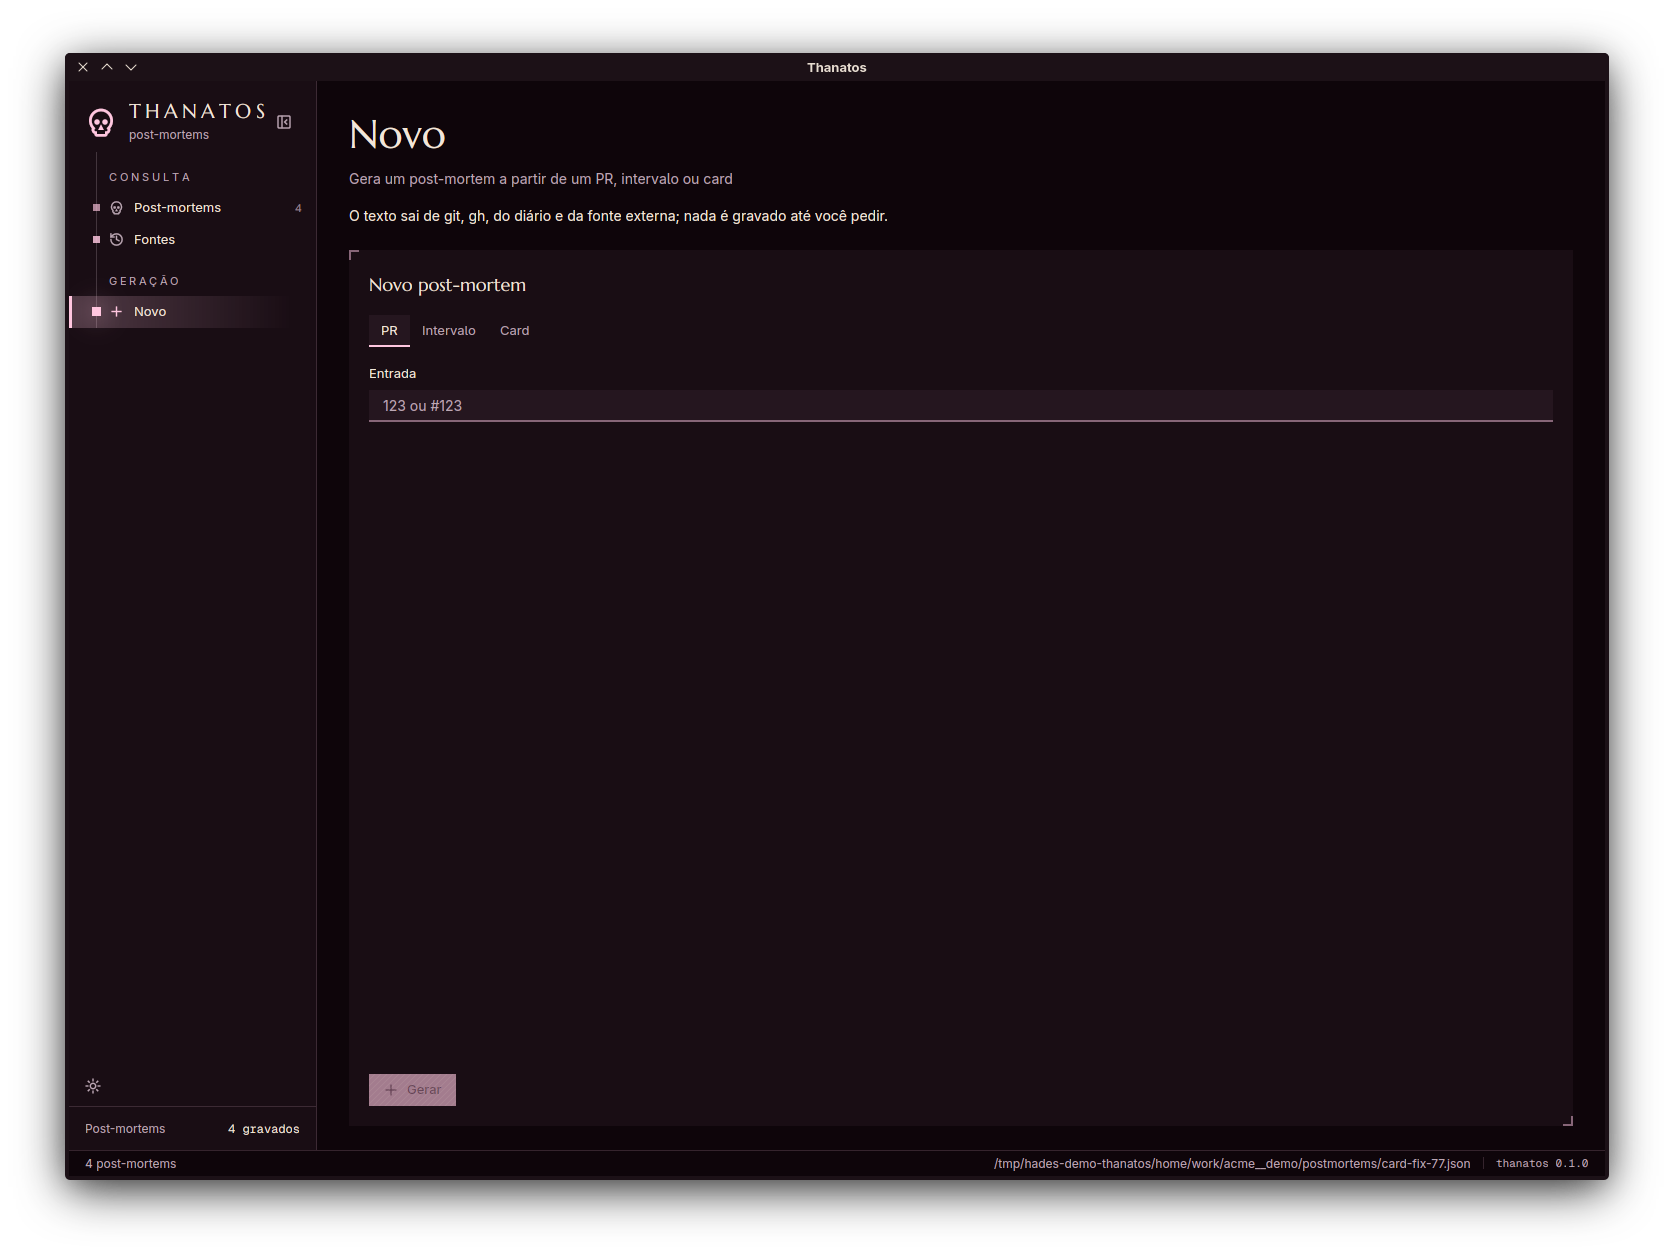 Thanatos
THANATOS
post-mortems
CONSULTA
Post-mortems 4
Fontes
GERAÇÃO
Novo
Novo
Gera um post-mortem a partir de um PR, intervalo ou card
O texto sai de git, gh, do diário e da fonte externa; nada é gravado até você pedir.
Novo post-mortem
PR Intervalo Card
Entrada
123 ou #123
Gerar
Post-mortems 4 gravados
4 post-mortems
/tmp/hades-demo-thanatos/home/work/acme__demo/postmortems/card-fix-77.json
thanatos 0.1.0